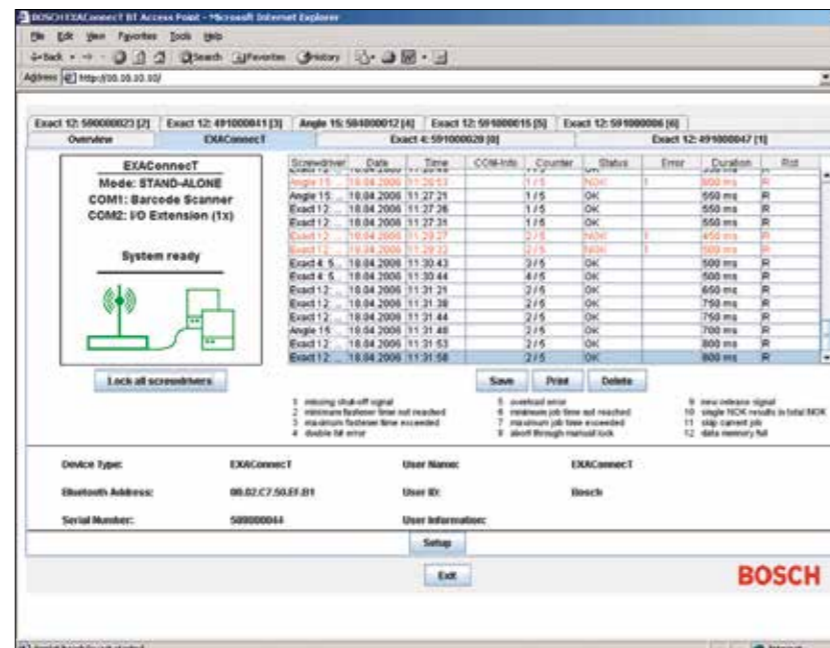 BOSCH EXAConnecT BT Access Point - Microsoft Internet Explorer
File Edit View Favorites Tools Help
Back Search Favorites History
Address http://00.00.10.10/
Exact 12: 500000023 [2] Exact 12: 491000041 [3] Angle 15: 504000012 [4] Exact 12: 591000015 [5] Exact 12: 591000006 [6]
Overview EXAConnecT Exact 4: 591000020 [0] Exact 12: 491000047 [1]
EXAConnecT
Mode: STAND-ALONE
COM1: Barcode Scanner
COM2: I/O Extension (1x)
System ready
Screwdriver Date Time COM-Info Counter Status Error Duration Rot
Angle 15: ... 18.04.2006 11:26:53 1 / 5 NOK 1 800 ms R
Angle 15: ... 18.04.2006 11:27:21 1 / 5 OK 550 ms R
Exact 12: ... 18.04.2006 11:27:26 1 / 5 OK 550 ms R
Exact 12: ... 18.04.2006 11:27:31 1 / 5 OK 550 ms R
Exact 12: ... 18.04.2006 11:29:27 2 / 5 NOK 1 450 ms R
Exact 12: ... 18.04.2006 11:29:32 2 / 5 NOK 1 500 ms R
Exact 4: 5... 18.04.2006 11:30:43 3 / 5 OK 500 ms R
Exact 4: 5... 18.04.2006 11:30:44 4 / 5 OK 500 ms R
Exact 12: ... 18.04.2006 11:31:21 2 / 5 OK 650 ms R
Exact 12: ... 18.04.2006 11:31:38 2 / 5 OK 750 ms R
Exact 12: ... 18.04.2006 11:31:44 2 / 5 OK 750 ms R
Angle 15: ... 18.04.2006 11:31:48 2 / 5 OK 700 ms R
Exact 12: ... 18.04.2006 11:31:53 2 / 5 OK 800 ms R
Exact 12: ... 18.04.2006 11:31:58 2 / 5 OK 800 ms R
Lock all screwdrivers Save Print Delete
1 missing shut-off signal 5 overload error 9 new release signal
2 minimum fastener time not reached 6 minimum job time not reached 10 single NOK results in total NOK
3 maximum fastener time exceeded 7 maximum job time exceeded 11 skip current job
4 double hit error 8 abort through manual lock 12 data memory full
Device Type: EXAConnecT User Name: EXAConnecT
Bluetooth Address: 00.02.C7.50.EF.B1 User ID: Bosch
Serial Number: 500000044 User Information:
Setup
Exit
BOSCH
Internet